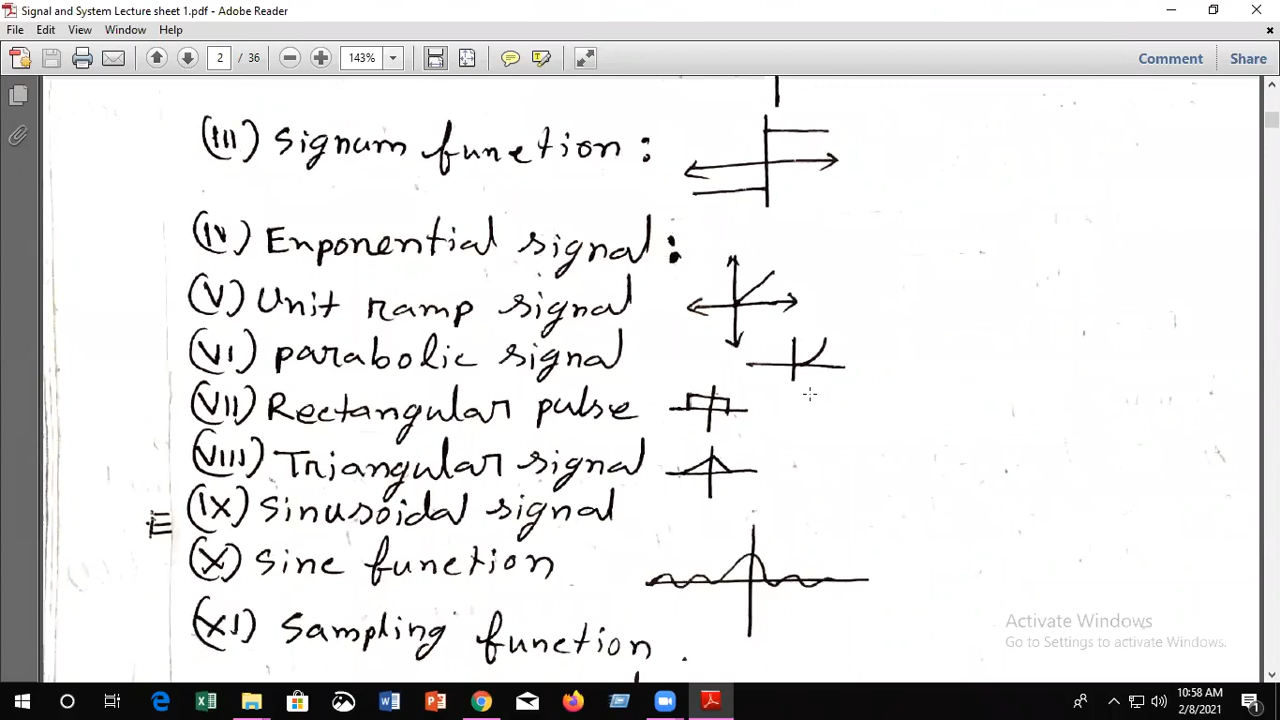 Signal and System Lecture sheet 1.pdf - Adobe Reader
File Edit View Window Help
2 / 36 143% Comment Share
(III) Signum function:
(IV) Enponential signal:
(V) Unit ramp signal
(VI) parabolic signal
(VII) Rectangular pulse
(VIII) Triangular signal
(IX) Sinusoidal signal
(X) Sinc function
(XI) Sampling function.
Activate Windows
Go to Settings to activate Windows.
10:58 AM
2/8/2021